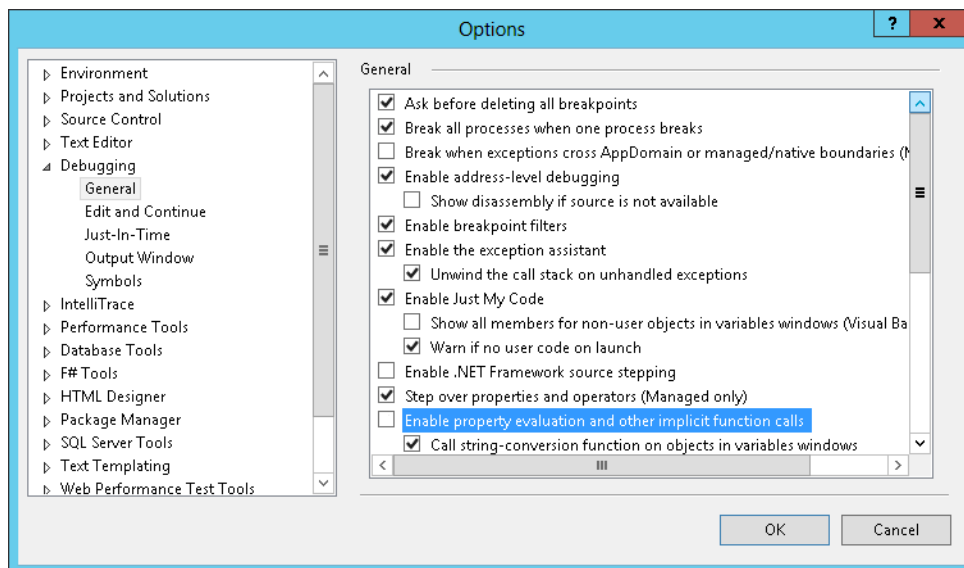 Options
? x
Environment
Projects and Solutions
Source Control
Text Editor
Debugging
General
Edit and Continue
Just-In-Time
Output Window
Symbols
IntelliTrace
Performance Tools
Database Tools
F# Tools
HTML Designer
Package Manager
SQL Server Tools
Text Templating
Web Performance Test Tools
General
Ask before deleting all breakpoints
Break all processes when one process breaks
Break when exceptions cross AppDomain or managed/native boundaries (
Enable address-level debugging
Show disassembly if source is not available
Enable breakpoint filters
Enable the exception assistant
Unwind the call stack on unhandled exceptions
Enable Just My Code
Show all members for non-user objects in variables windows (Visual Ba
Warn if no user code on launch
Enable .NET Framework source stepping
Step over properties and operators (Managed only)
Enable property evaluation and other implicit function calls
Call string-conversion function on objects in variables windows
OK
Cancel